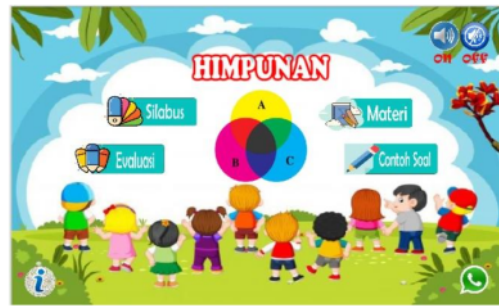 ON OFF
HIMPUNAN
Silabus
Materi
A
Evaluasi
B
C
Contoh Soal
i